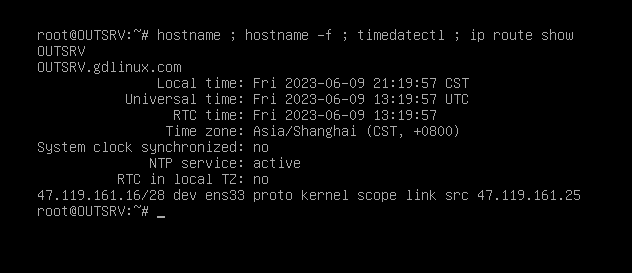 root@OUTSRV:~# hostname ; hostname -f ; timedatectl ; ip route show
OUTSRV
OUTSRV.gdlinux.com
Local time: Fri 2023-06-09 21:19:57 CST
Universal time: Fri 2023-06-09 13:19:57 UTC
RTC time: Fri 2023-06-09 13:19:57
Time zone: Asia/Shanghai (CST, +0800)
System clock synchronized: no
NTP service: active
RTC in local TZ: no
47.119.161.16/28 dev ens33 proto kernel scope link src 47.119.161.25
root@OUTSRV:~# _